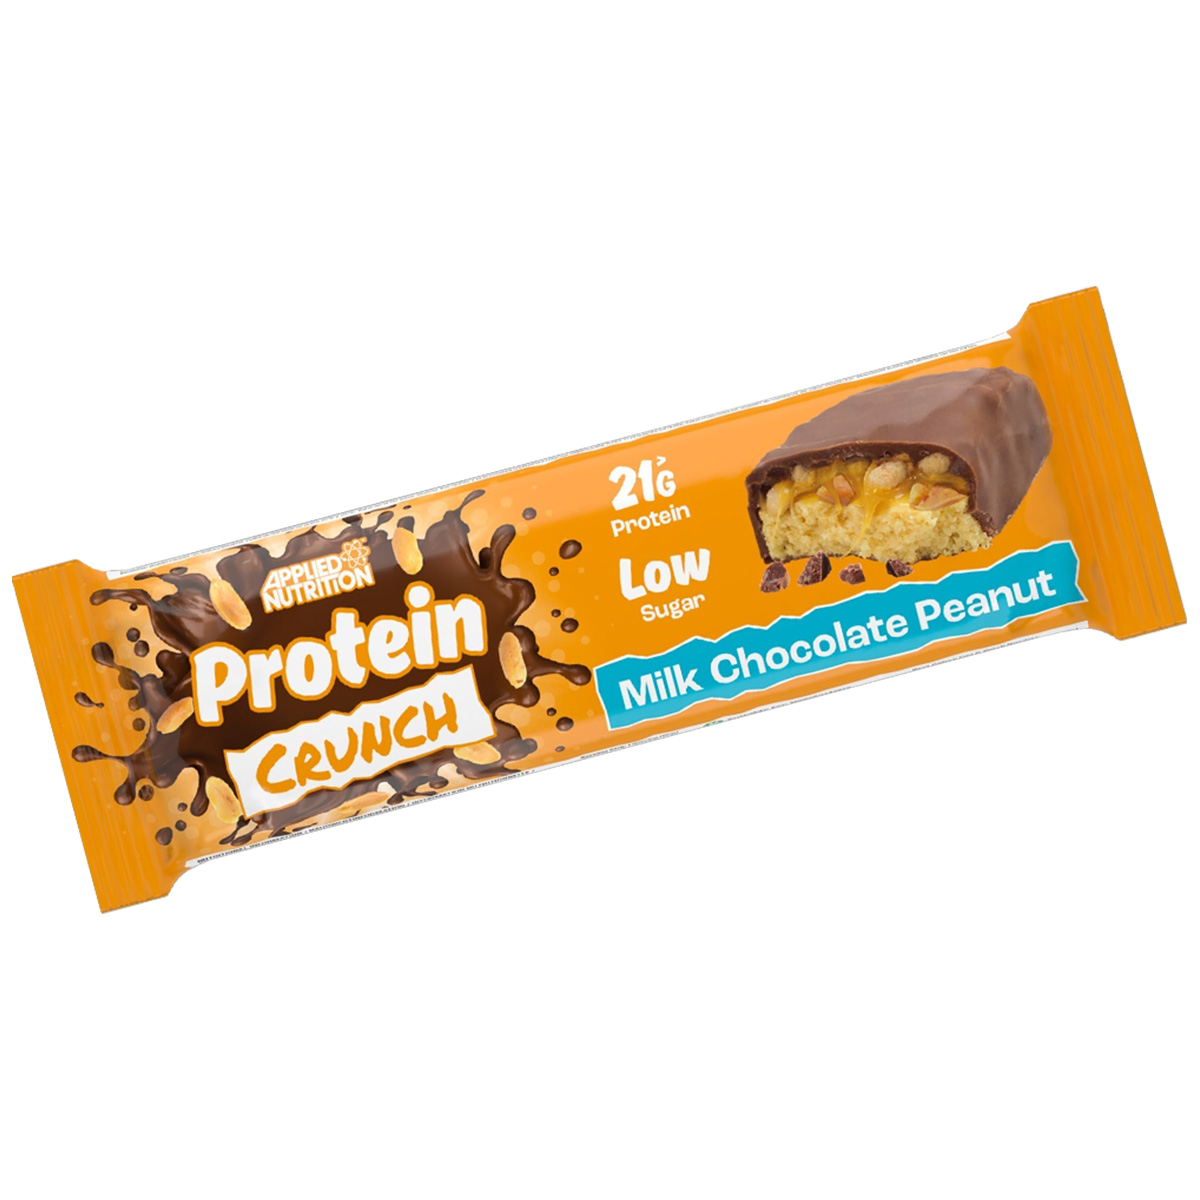 APPLIED
NUTRITION
Protein
CRUNCH
21G
Protein
Low
Sugar
Milk Chocolate Peanut